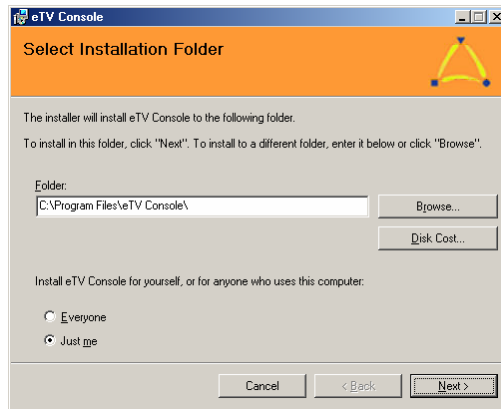 eTV Console
Select Installation Folder
The installer will install eTV Console to the following folder.
To install in this folder, click "Next". To install to a different folder, enter it below or click "Browse".
Folder:
C:\Program Files\eTV Console\
Browse...
Disk Cost...
Install eTV Console for yourself, or for anyone who uses this computer:
Everyone
Just me
Cancel
< Back
Next >